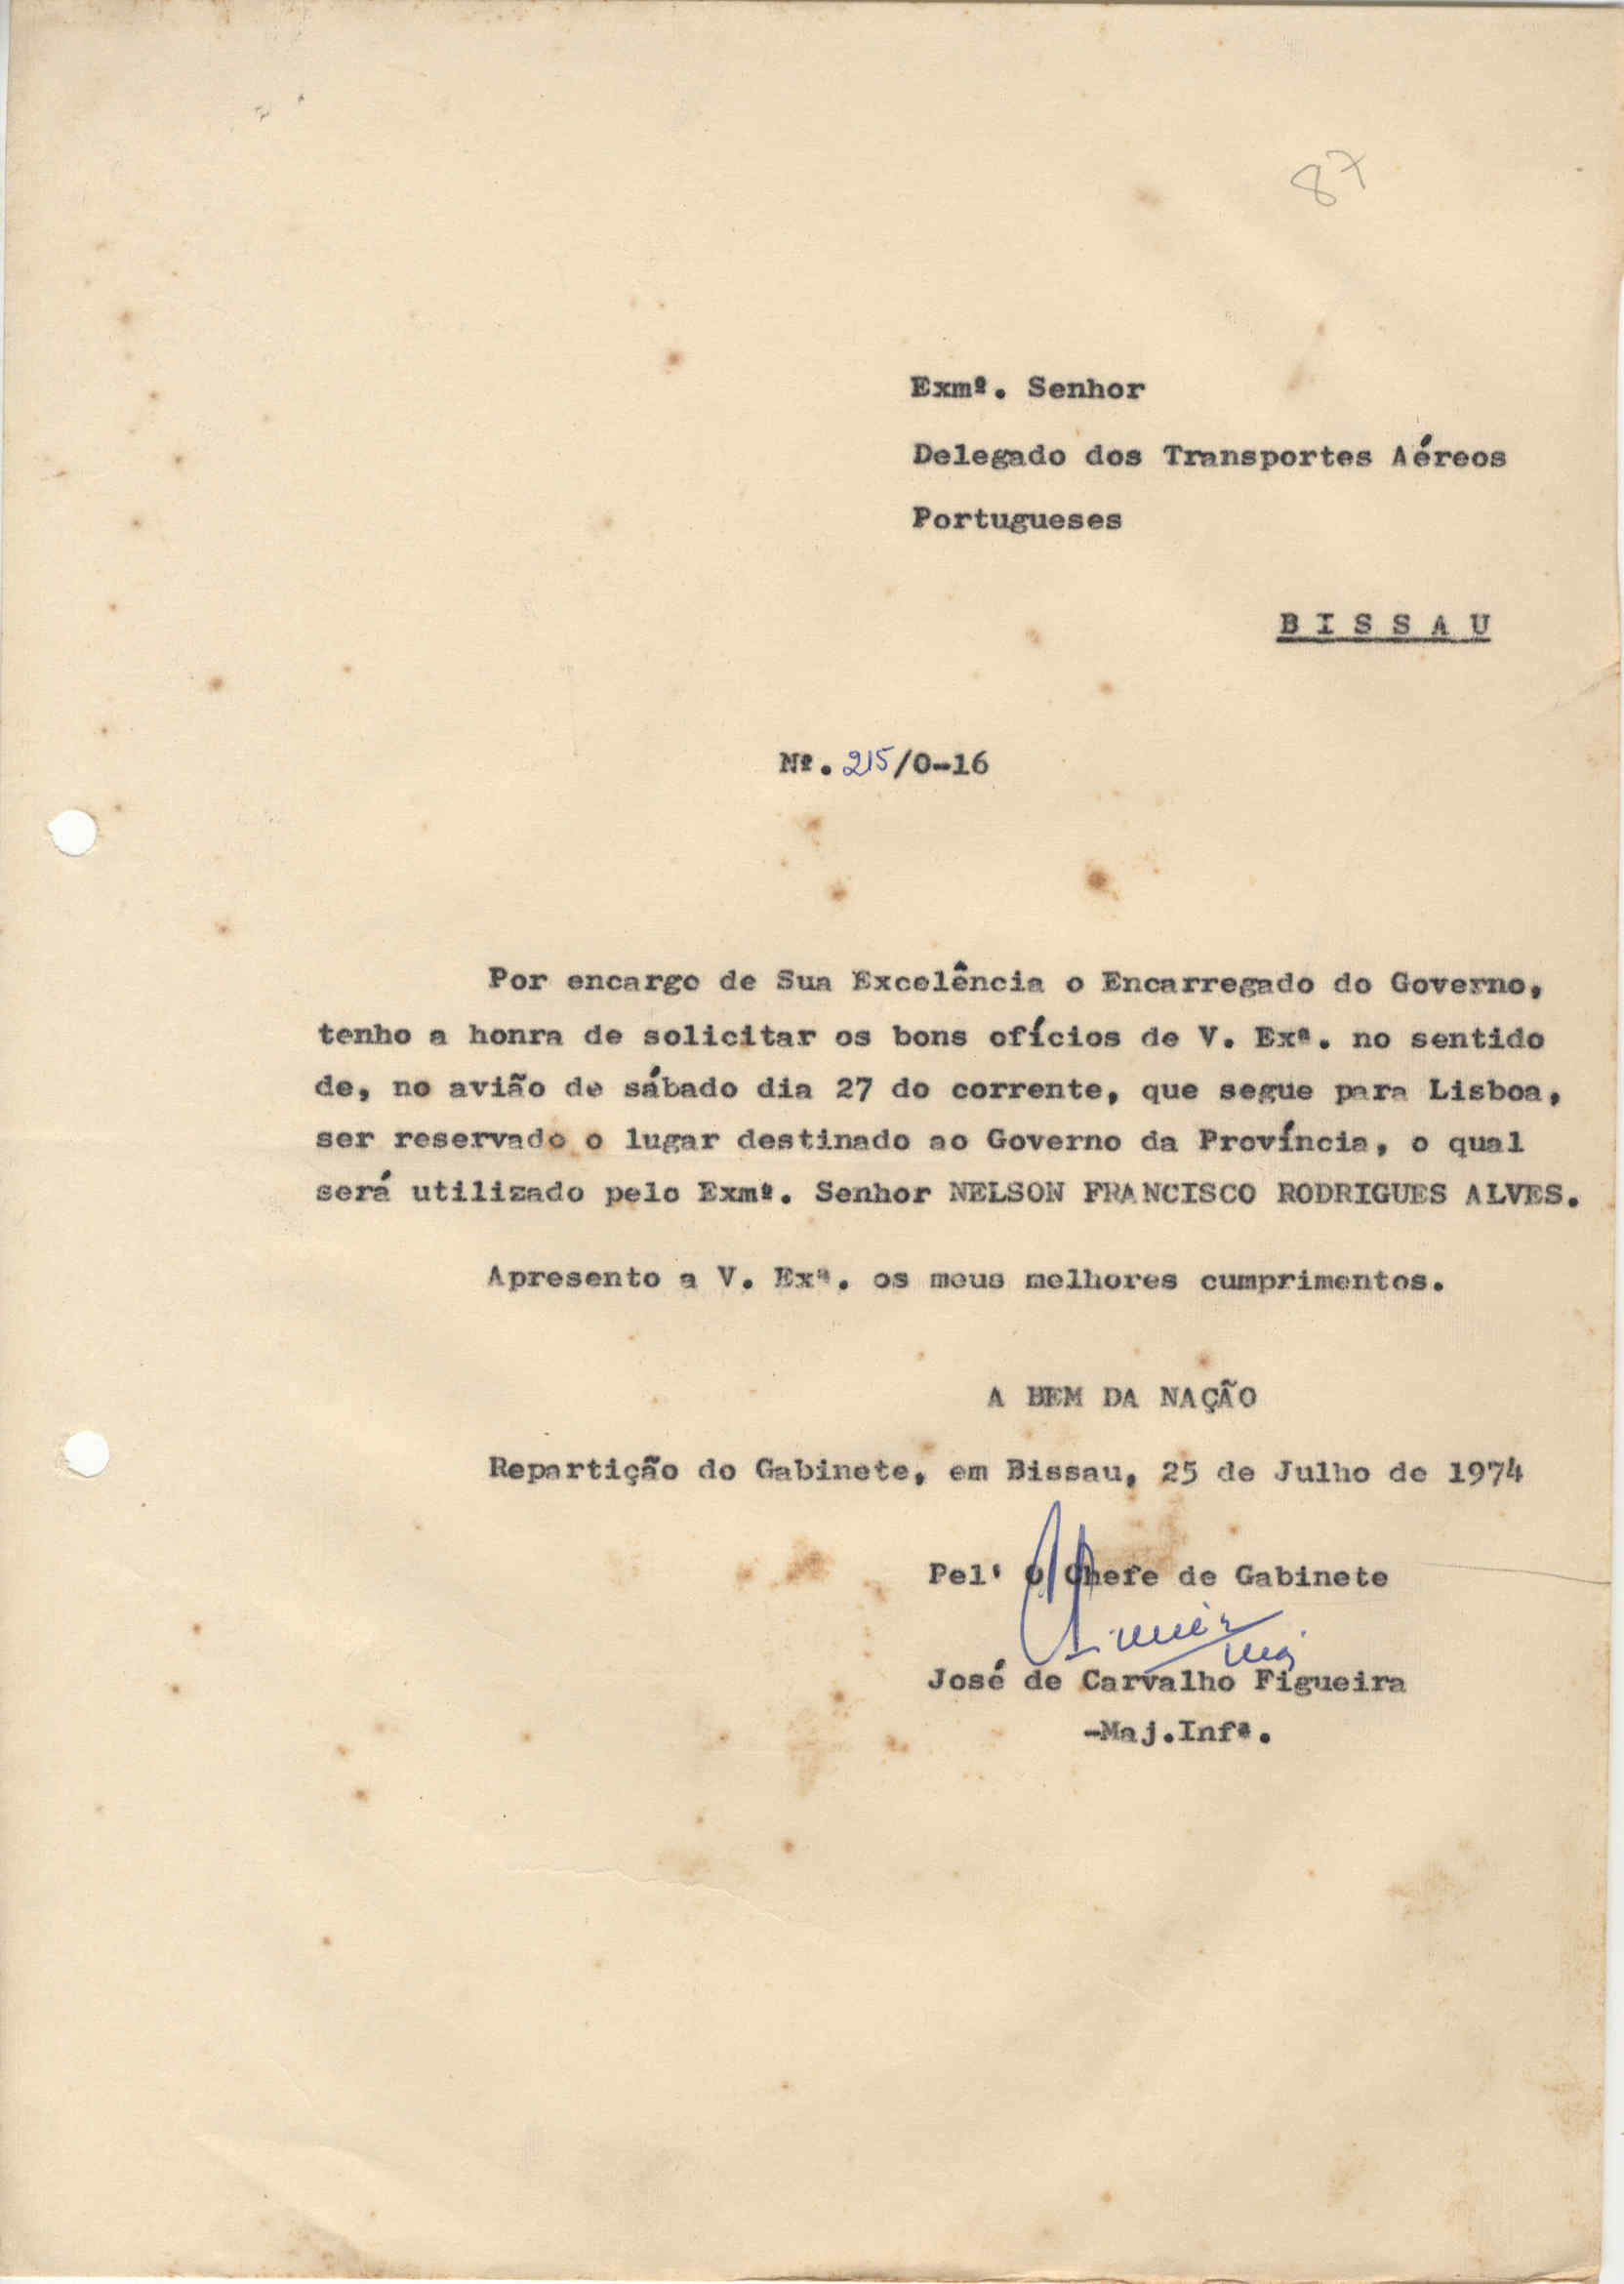 87
Exmº. Senhor
Delegado dos Transportes Aéreos
Portugueses
B I S S A U
Nº. 215/0-16
Por encargo de Sua Excelência o Encarregado do Governo,
tenho a honra de solicitar os bons ofícios de V. Exª. no sentido
de, no avião de sábado dia 27 do corrente, que segue para Lisboa,
ser reservado o lugar destinado ao Governo da Província, o qual
será utilizado pelo Exmº. Senhor NELSON FRANCISCO RODRIGUES ALVES.
Apresento a V. Exª. os meus melhores cumprimentos.
A BEM DA NAÇÃO
Repartição do Gabinete, em Bissau, 25 de Julho de 1974
Pel' O Chefe de Gabinete
José de Carvalho Figueira
-Maj.Infª.